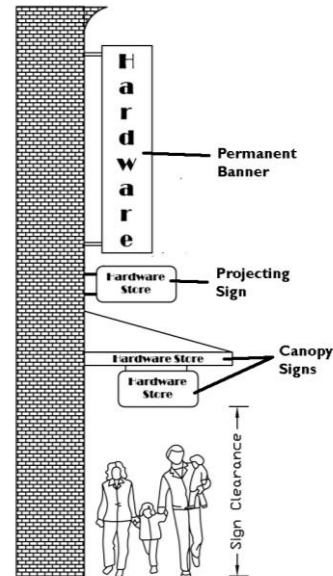 H
a
r
d
w
a
r
e
Permanent
Banner
Hardware
Store
Projecting
Sign
Hardware Store
Canopy
Signs
Hardware
Store
Sign Clearance